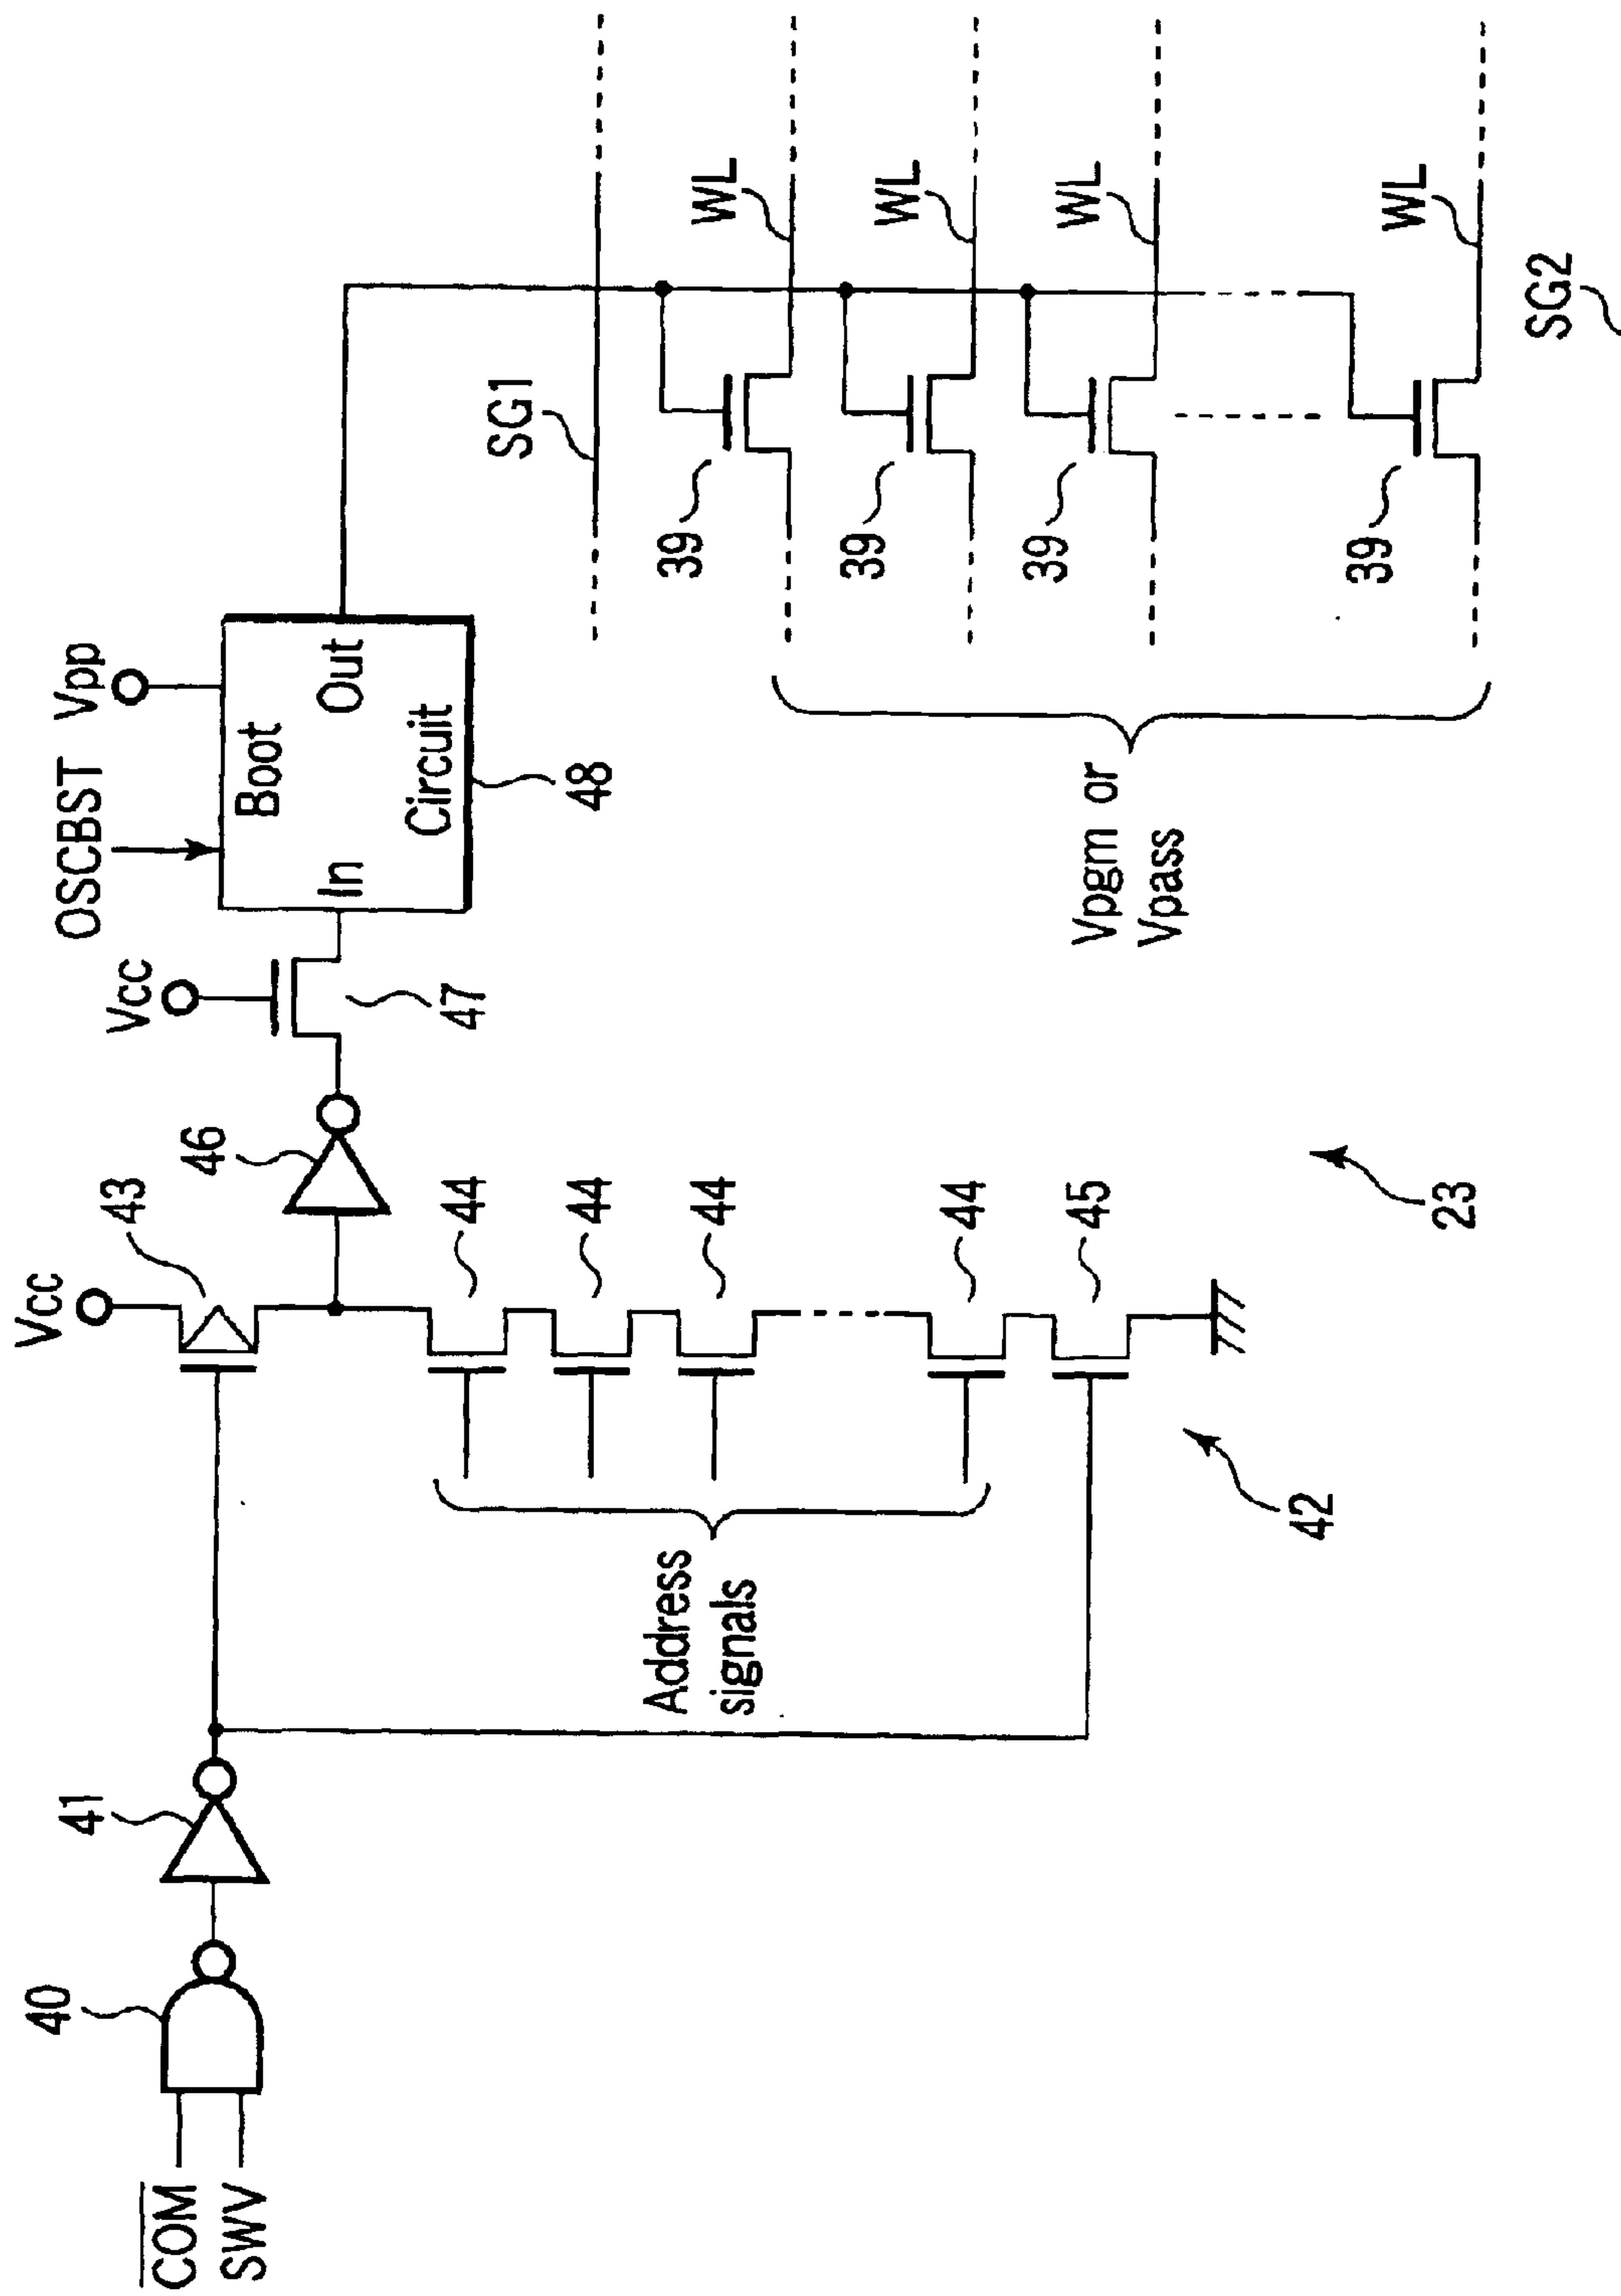 C̅O̅M̅
SWV
40
41
Vcc
43
44
44
44
44
45
Address
signals
42
46
Vcc
47
OSCBST
Vpp
Boot
In
Out
Circuit
48
23
SG1
39
WL
39
WL
39
WL
39
WL
Vpgm or
Vpass
SG2